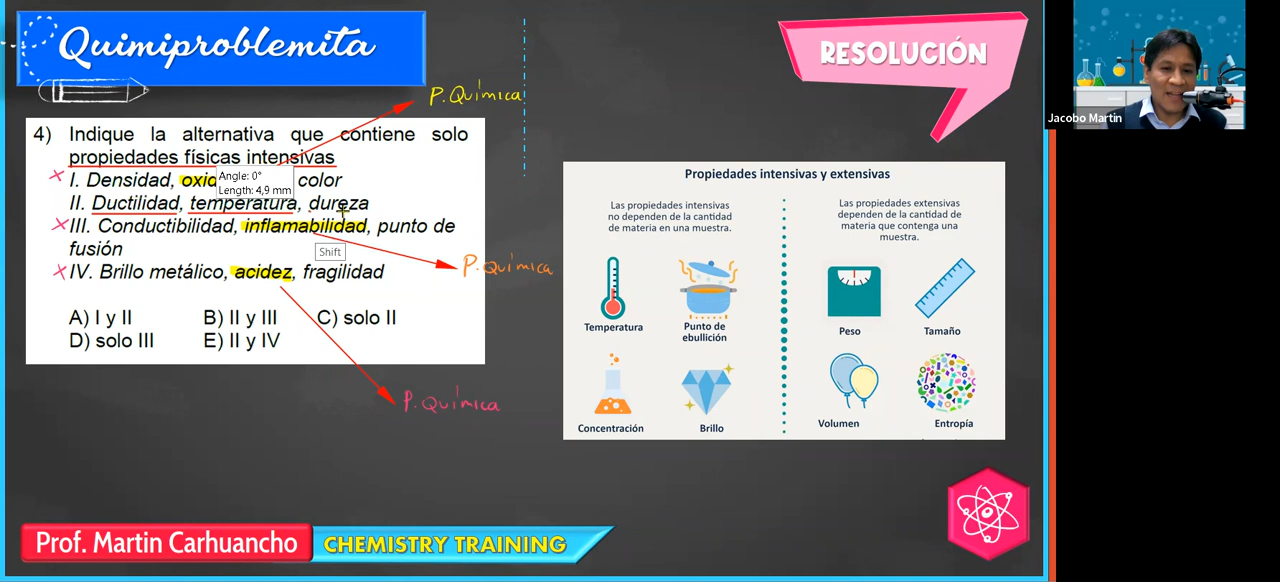 Quimiproblemita
RESOLUCIÓN
Jacobo Martin
P. Química
4) Indique la alternativa que contiene solo
propiedades físicas intensivas
I. Densidad, oxid color
Angle: 0°
Length: 4,9 mm
II. Ductilidad, temperatura, dureza
III. Conductibilidad, inflamabilidad, punto de
fusión
Shift
IV. Brillo metálico, acidez, fragilidad
P. Química
A) I y II B) II y III C) solo II
D) solo III E) II y IV
P. Química
Propiedades intensivas y extensivas
Las propiedades intensivas
no dependen de la cantidad
de materia en una muestra.
Las propiedades extensivas
dependen de la cantidad de
materia que contenga una
muestra.
Temperatura
Punto de
ebullición
Peso
Tamaño
Concentración
Brillo
Volumen
Entropía
Prof. Martin Carhuancho
CHEMISTRY TRAINING